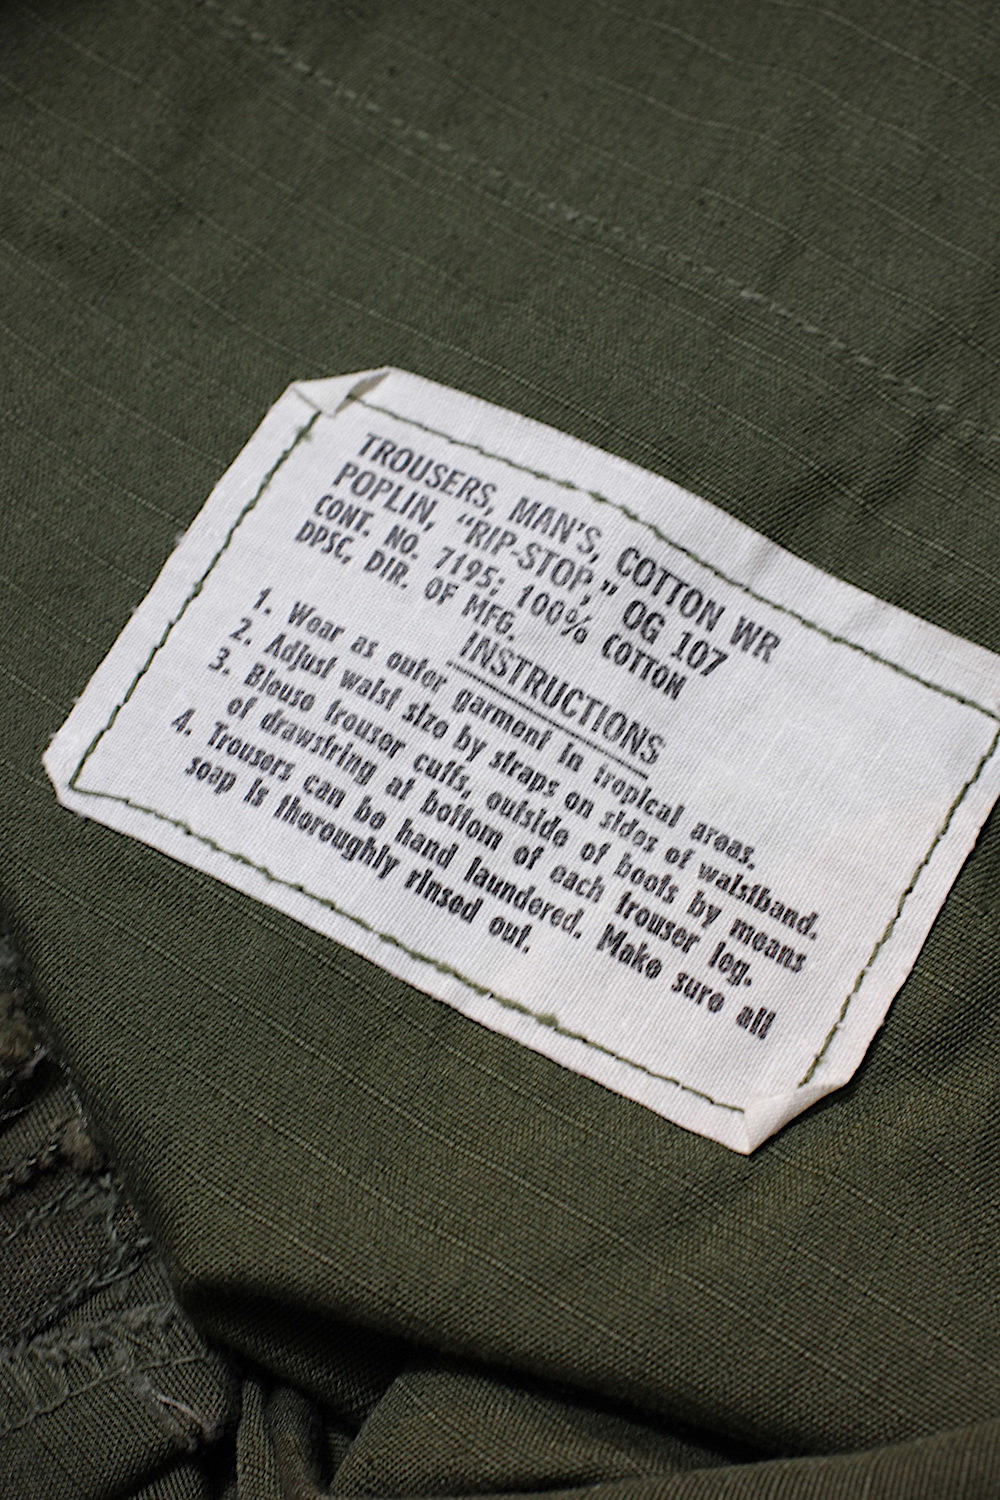 TROUSERS, MAN'S, COTTON WR
POPLIN, “RIP-STOP,” OG 107
CONT. NO. 7195; 100% COTTON
DPSC, DIR. OF MFG.
INSTRUCTIONS
1. Wear as outer garment in tropical areas.
2. Adjust waist size by straps on sides of waistband.
3. Blouse trouser cuffs, outside of boots by means
of drawstring at bottom of each trouser leg.
4. Trousers can be hand laundered. Make sure all
soap is thoroughly rinsed out.